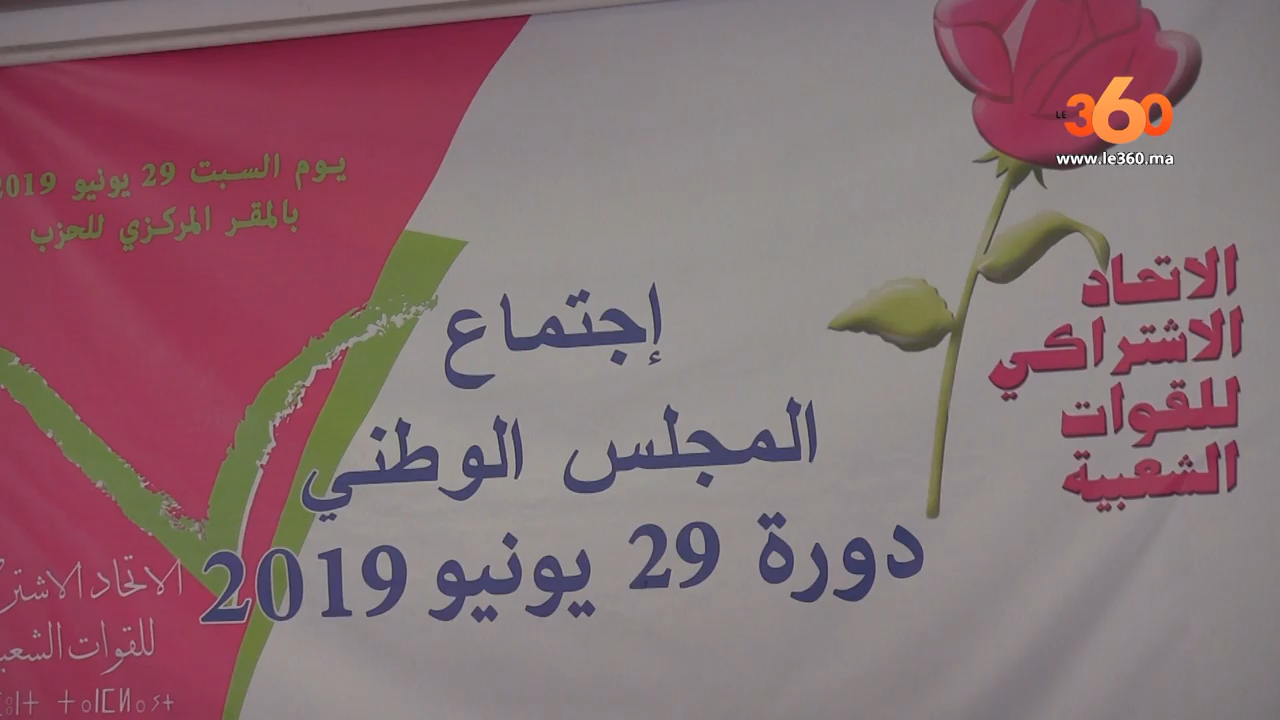 LE 360
www.le360.ma
يوم السبت 29 يونيو 2019
بالمقر المركزي للحزب
إجتماع
المجلس الوطني
دورة 29 يونيو 2019
الاتحاد
الاشتراكي
للقوات
الشعبية
الاتحاد
للقوات